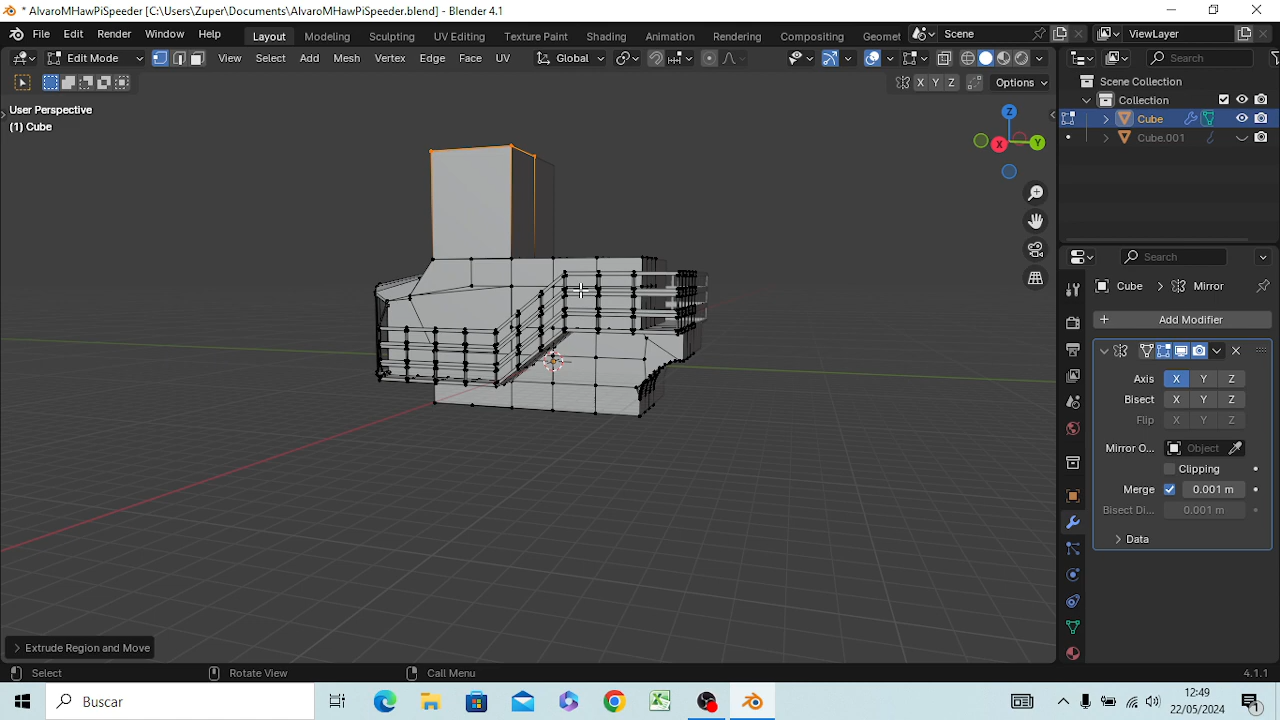 * AlvaroMHawPiSpeeder [C:\Users\Zuper\Documents\AlvaroMHawPiSpeeder.blend] - Blender 4.1
File Edit Render Window Help Layout Modeling Sculpting UV Editing Texture Paint Shading Animation Rendering Compositing Geomet Scene ViewLayer
Edit Mode View Select Add Mesh Vertex Edge Face UV Global Search
X Y Z Options
User Perspective
(1) Cube
Scene Collection
Collection
Cube
Cube.001
Z
Y
X
Search
Cube > Mirror
+ Add Modifier
Axis X Y Z
Bisect X Y Z
Flip X Y Z
Mirror O... Object
Clipping
Merge 0.001 m
Bisect Di... 0.001 m
Data
Extrude Region and Move
Select Rotate View Call Menu 4.1.1
Buscar
12:49
22/05/2024
1